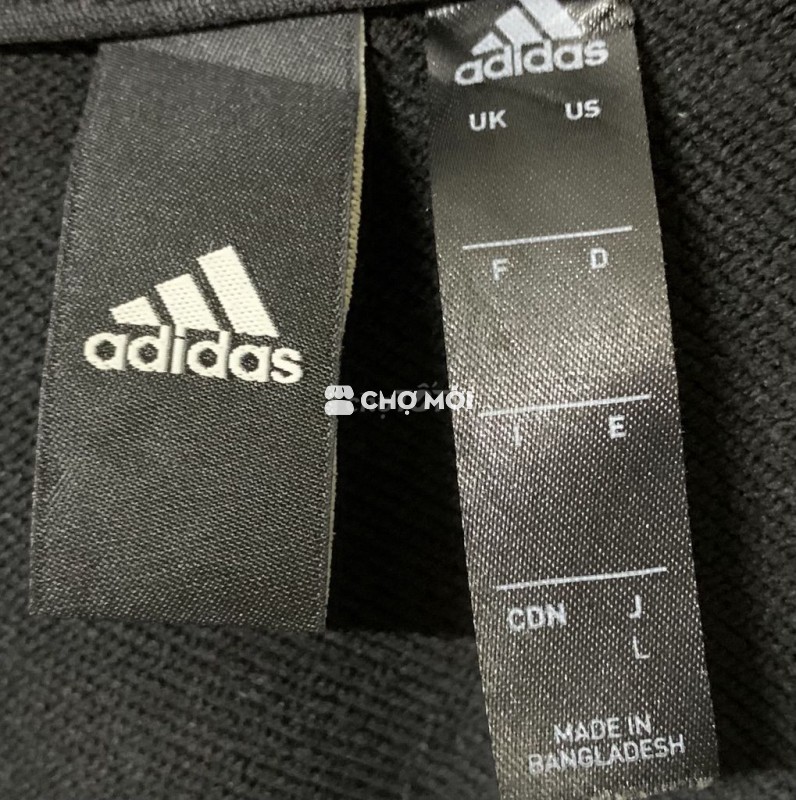 adidas
adidas
UK US
F D
I E
CDN J
L
MADE IN
BANGLADESH
CHỢ MỚI